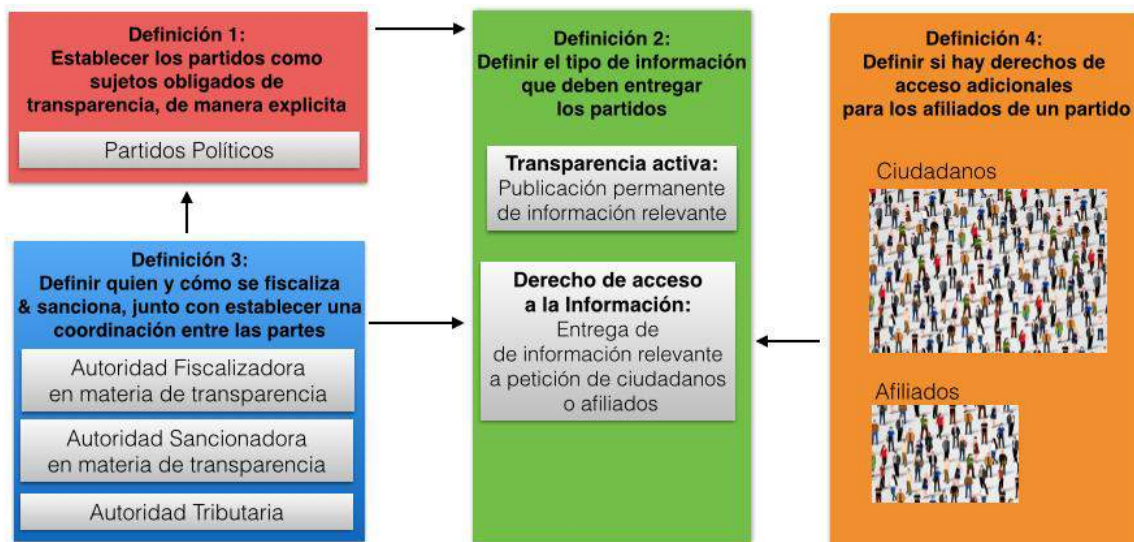 Definición 1:
Establecer los partidos como
sujetos obligados de
transparencia, de manera explicita
Partidos Políticos
Definición 3:
Definir quien y cómo se fiscaliza
& sanciona, junto con establecer una
coordinación entre las partes
Autoridad Fiscalizadora
en materia de transparencia
Autoridad Sancionadora
en materia de transparencia
Autoridad Tributaria
Definición 2:
Definir el tipo de información
que deben entregar
los partidos
Transparencia activa:
Publicación permanente
de información relevante
Derecho de acceso
a la Información:
Entrega de
de información relevante
a petición de ciudadanos
o afiliados
Definición 4:
Definir si hay derechos de
acceso adicionales
para los afiliados de un partido
Ciudadanos
Afiliados